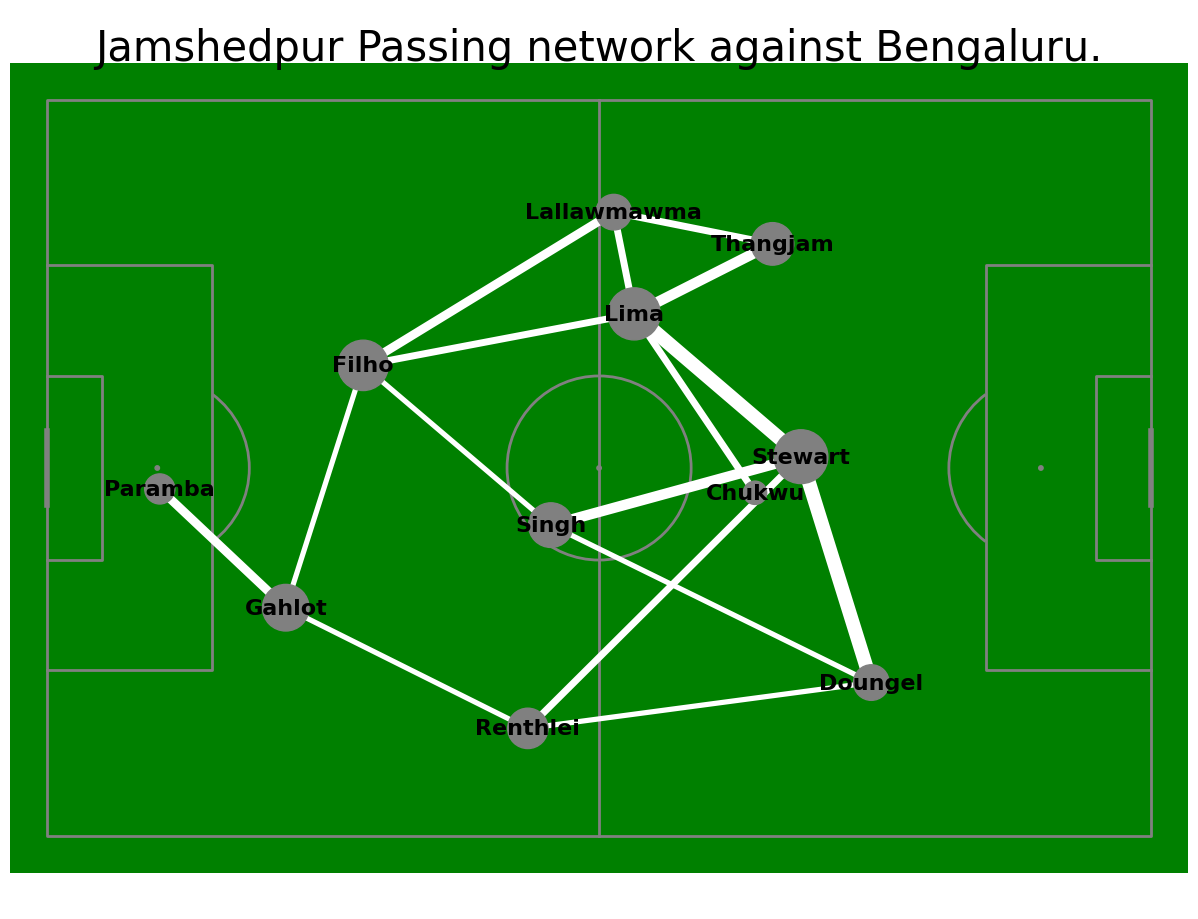 Jamshedpur Passing network against Bengaluru.
Lallawmawma
Thangjam
Lima
Filho
Stewart
Paramba
Chukwu
Singh
Gahlot
Doungel
Renthlei